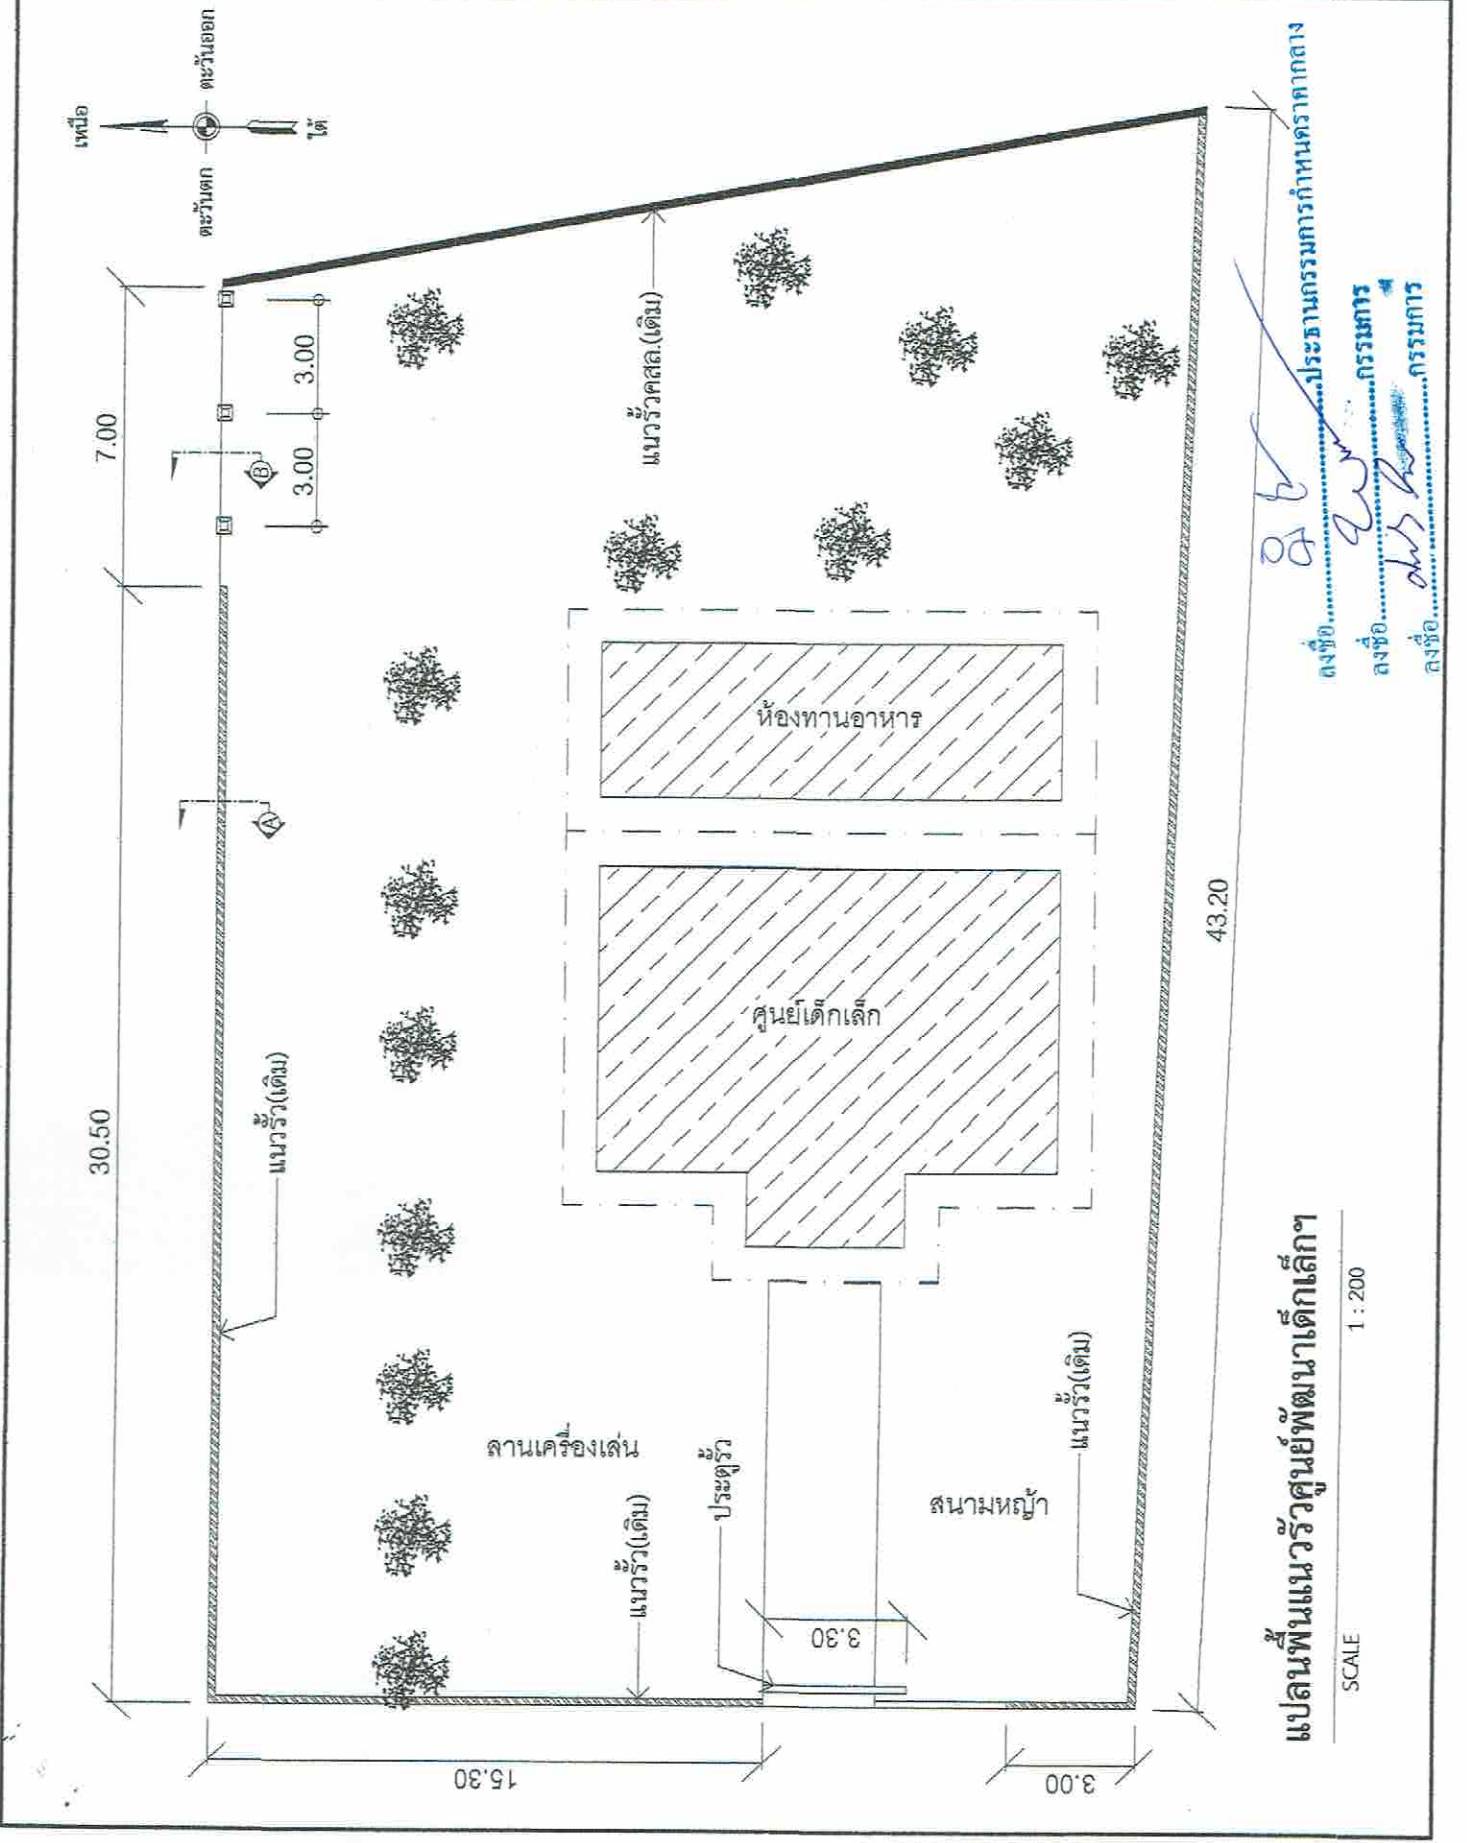 เหนือ
ตะวันตก
ตะวันออก
ใต้
30.50
7.00
3.00
3.00
B
A
แนวรั้ว(เดิม)
แนวรั้วคสล.(เดิม)
ห้องทานอาหาร
ศูนย์เด็กเล็ก
ลานเครื่องเล่น
แนวรั้ว(เดิม)
ประตูรั้ว
3.30
สนามหญ้า
แนวรั้ว(เดิม)
15.30
3.00
43.20
แปลนพื้นแนวรั้วศูนย์พัฒนาเด็กเล็กฯ
SCALE 1 : 200
ลงชื่อ....................ประธานกรรมการกำหนดราคากลาง
ลงชื่อ....................กรรมการ
ลงชื่อ....................กรรมการ